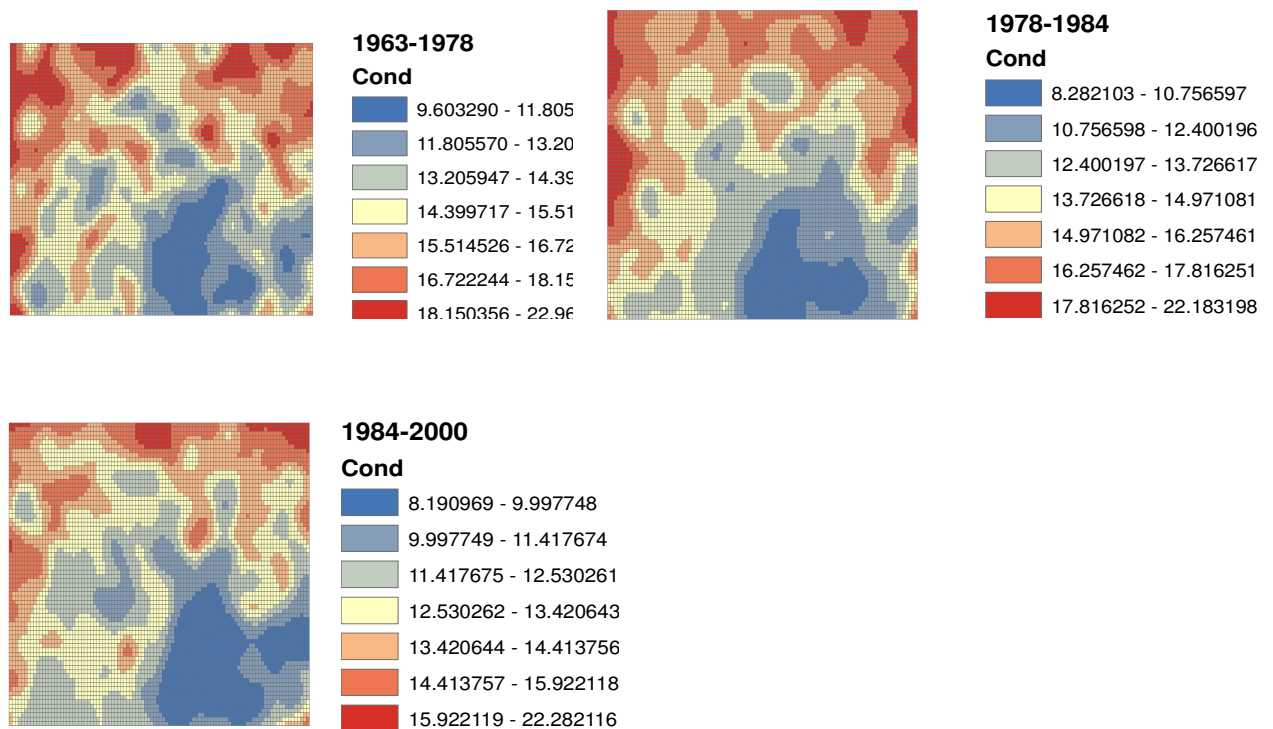 1963-1978
Cond
9.603290 - 11.805
11.805570 - 13.20
13.205947 - 14.39
14.399717 - 15.51
15.514526 - 16.72
16.722244 - 18.15
18.150356 - 22.96
1978-1984
Cond
8.282103 - 10.756597
10.756598 - 12.400196
12.400197 - 13.726617
13.726618 - 14.971081
14.971082 - 16.257461
16.257462 - 17.816251
17.816252 - 22.183198
1984-2000
Cond
8.190969 - 9.997748
9.997749 - 11.417674
11.417675 - 12.530261
12.530262 - 13.420643
13.420644 - 14.413756
14.413757 - 15.922118
15.922119 - 22.282116